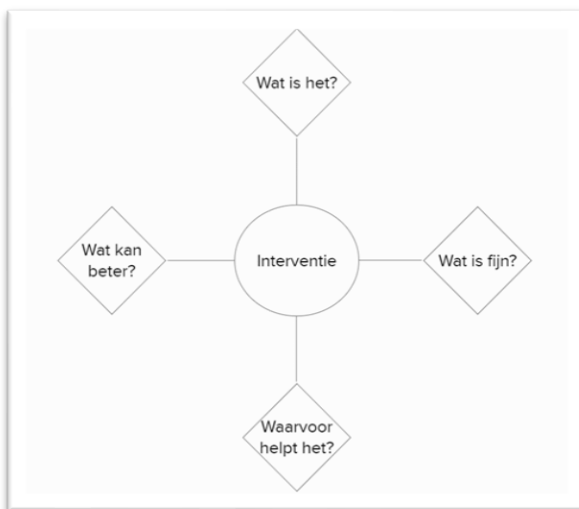 Wat is het?
Wat kan
beter?
Interventie
Wat is fijn?
Waarvoor
helpt het?